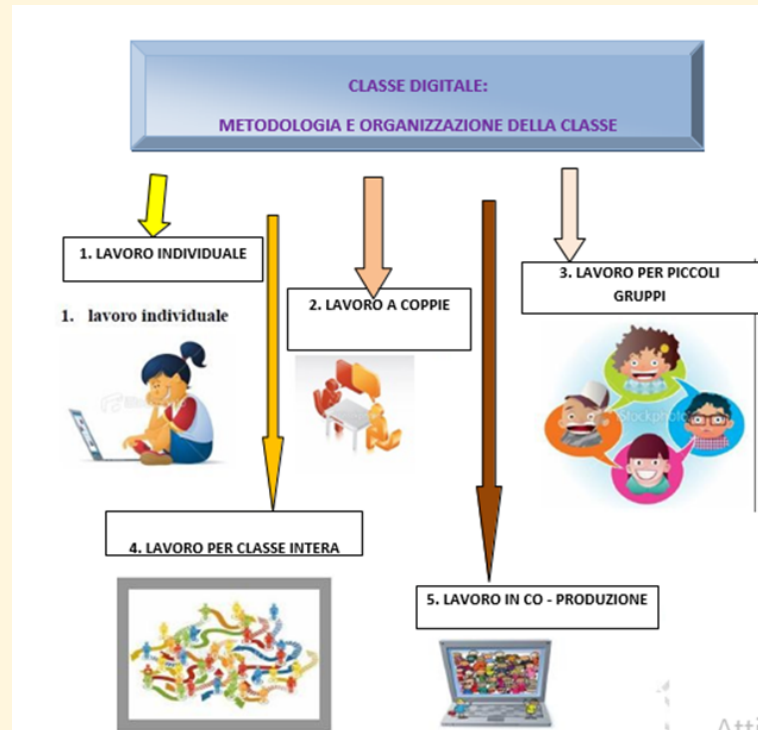 CLASSE DIGITALE:
METODOLOGIA E ORGANIZZAZIONE DELLA CLASSE
1. LAVORO INDIVIDUALE
1. lavoro individuale
2. LAVORO A COPPIE
3. LAVORO PER PICCOLI
GRUPPI
iStockphoto
4. LAVORO PER CLASSE INTERA
5. LAVORO IN CO - PRODUZIONE